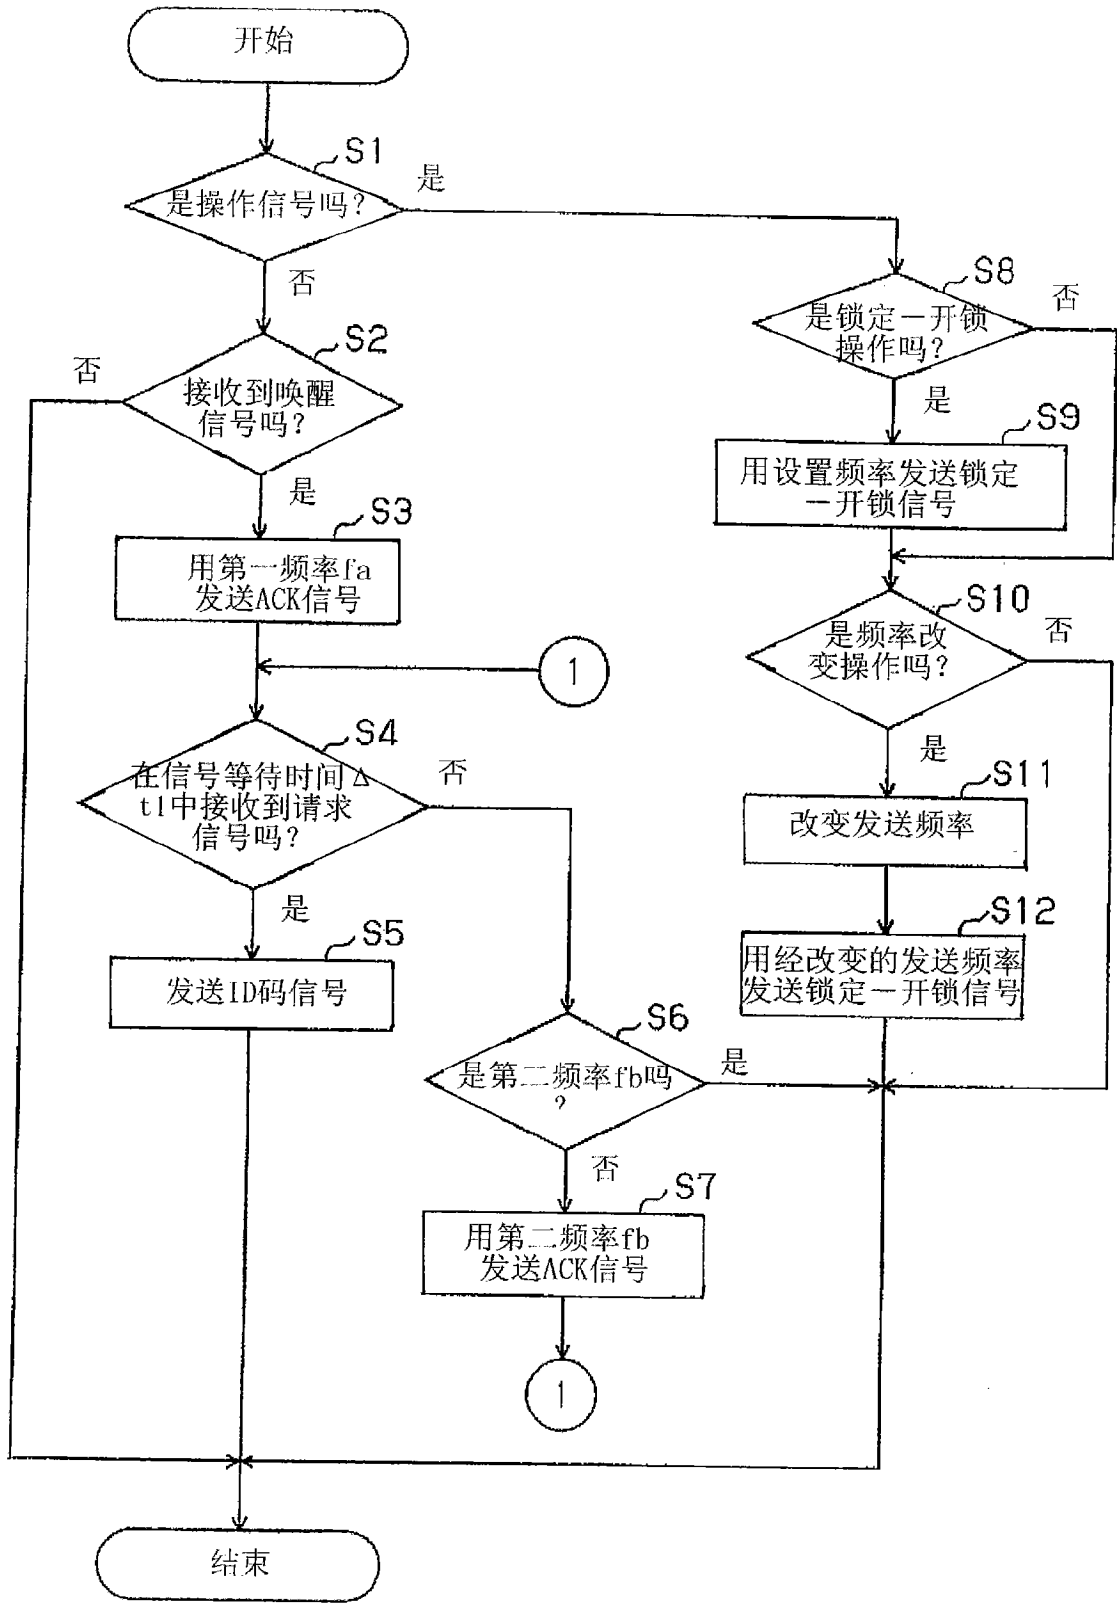 开始
S1
是操作信号吗?
是
否
S2
接收到唤醒
信号吗?
否
是
S3
用第一频率fa
发送ACK信号
1
S4
在信号等待时间Δ
t1中接收到请求
信号吗?
否
是
S5
发送ID码信号
S6
是第二频率fb吗
?
是
否
S7
用第二频率fb
发送ACK信号
1
S8
是锁定－开锁
操作吗?
否
是
S9
用设置频率发送锁定
－开锁信号
S10
是频率改
变操作吗?
否
是
S11
改变发送频率
S12
用经改变的发送频率
发送锁定－开锁信号
结束